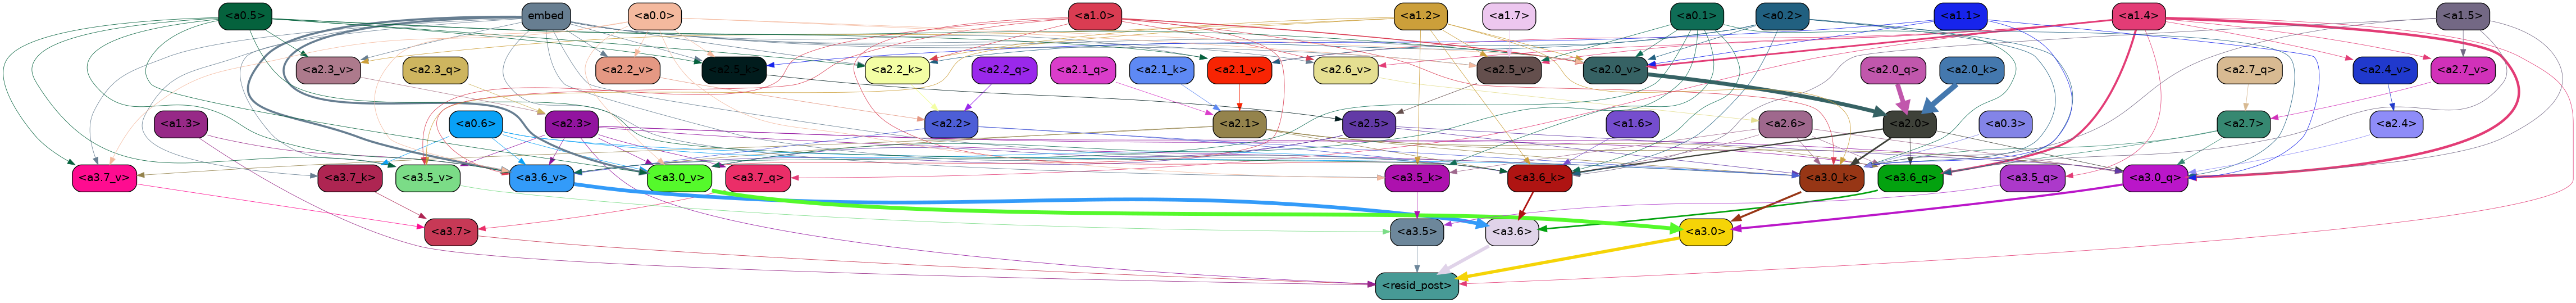 <a0.5> embed <a0.0> <a1.0> <a1.2> <a1.7> <a0.1> <a0.2> <a1.1> <a1.4> <a1.5>
<a2.3_v> <a2.3_q> <a2.2_v> <a2.5_k> <a2.2_k> <a2.2_q> <a2.1_q> <a2.1_k> <a2.1_v> <a2.6_v> <a2.5_v> <a2.0_v> <a2.0_q> <a2.0_k> <a2.7_q> <a2.4_v> <a2.7_v>
<a1.3> <a0.6> <a2.3> <a2.2> <a2.1> <a2.5> <a1.6> <a2.6> <a2.0> <a0.3> <a2.7> <a2.4>
<a3.7_v> <a3.7_k> <a3.5_v> <a3.6_v> <a3.0_v> <a3.7_q> <a3.5_k> <a3.6_k> <a3.0_k> <a3.6_q> <a3.5_q> <a3.0_q>
<a3.7> <a3.5> <a3.6> <a3.0>
<resid_post>